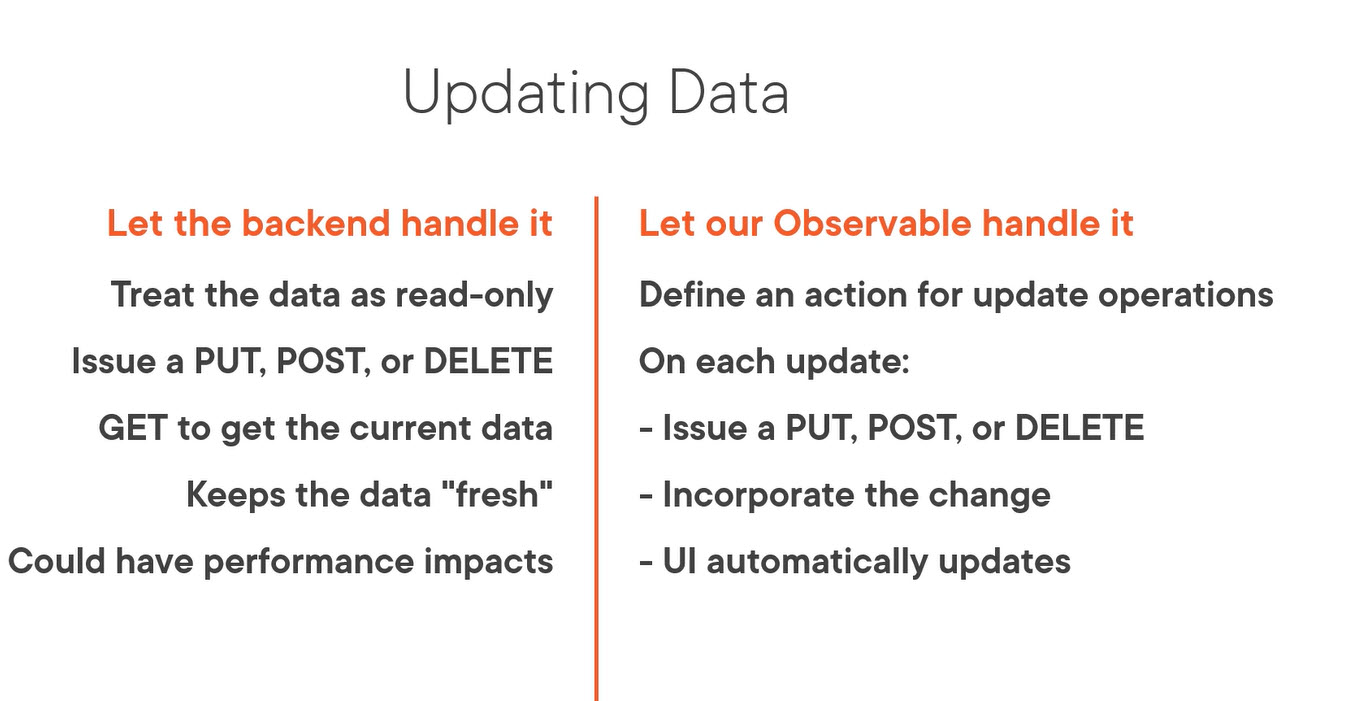 Updating Data
Let the backend handle it
Treat the data as read-only
Issue a PUT, POST, or DELETE
GET to get the current data
Keeps the data "fresh"
Could have performance impacts
Let our Observable handle it
Define an action for update operations
On each update:
- Issue a PUT, POST, or DELETE
- Incorporate the change
- UI automatically updates